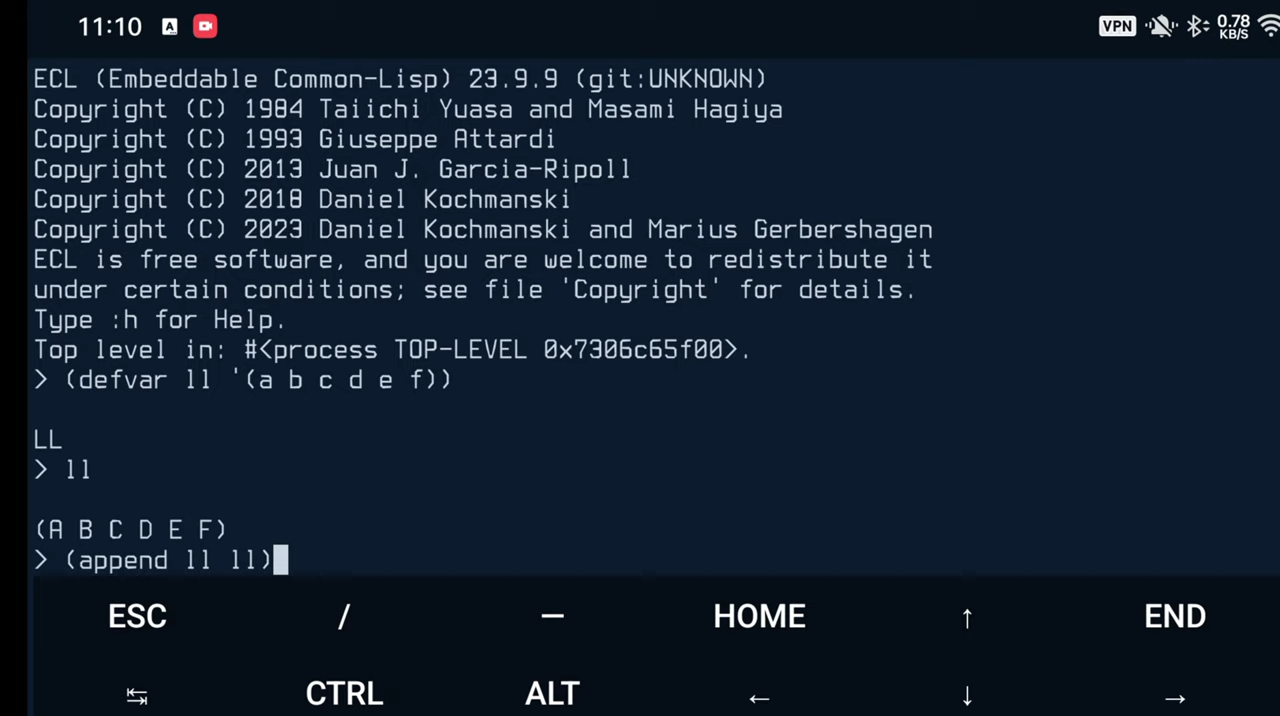 11:10 A VPN 0.78 KB/S
ECL (Embeddable Common-Lisp) 23.9.9 (git:UNKNOWN)
Copyright (C) 1984 Taiichi Yuasa and Masami Hagiya
Copyright (C) 1993 Giuseppe Attardi
Copyright (C) 2013 Juan J. Garcia-Ripoll
Copyright (C) 2018 Daniel Kochmanski
Copyright (C) 2023 Daniel Kochmanski and Marius Gerbershagen
ECL is free software, and you are welcome to redistribute it
under certain conditions; see file 'Copyright' for details.
Type :h for Help.
Top level in: #<process TOP-LEVEL 0x7306c65f00>.
> (defvar ll '(a b c d e f))
LL
> ll
(A B C D E F)
> (append ll ll)
ESC / — HOME ↑ END
↹ CTRL ALT ← ↓ →